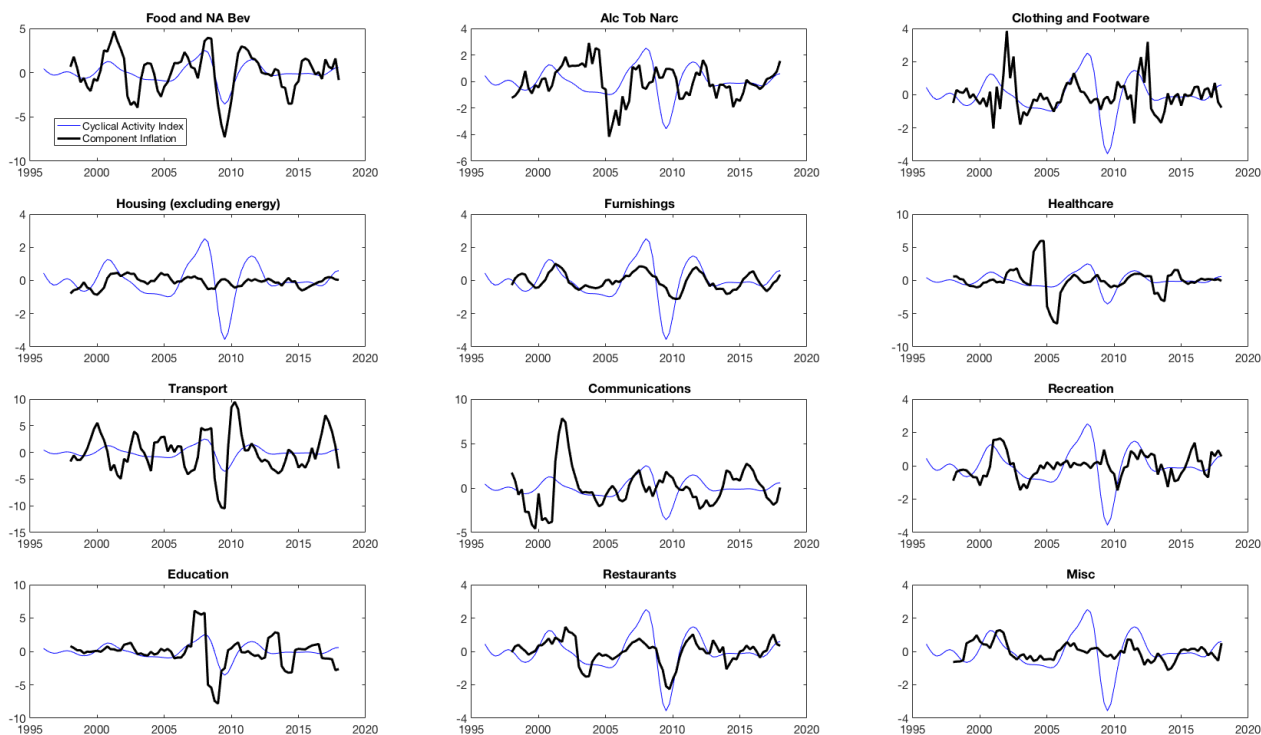 Food and NA Bev
5
0
-5
-10
1995 2000 2005 2010 2015 2020
Cyclical Activity Index
Component Inflation
Alc Tob Narc
4
2
0
-2
-4
-6
1995 2000 2005 2010 2015 2020
Clothing and Footware
4
2
0
-2
-4
1995 2000 2005 2010 2015 2020
Housing (excluding energy)
4
2
0
-2
-4
1995 2000 2005 2010 2015 2020
Furnishings
4
2
0
-2
-4
1995 2000 2005 2010 2015 2020
Healthcare
10
5
0
-5
-10
1995 2000 2005 2010 2015 2020
Transport
10
5
0
-5
-10
-15
1995 2000 2005 2010 2015 2020
Communications
10
5
0
-5
1995 2000 2005 2010 2015 2020
Recreation
4
2
0
-2
-4
1995 2000 2005 2010 2015 2020
Education
10
5
0
-5
-10
1995 2000 2005 2010 2015 2020
Restaurants
4
2
0
-2
-4
1995 2000 2005 2010 2015 2020
Misc
4
2
0
-2
-4
1995 2000 2005 2010 2015 2020